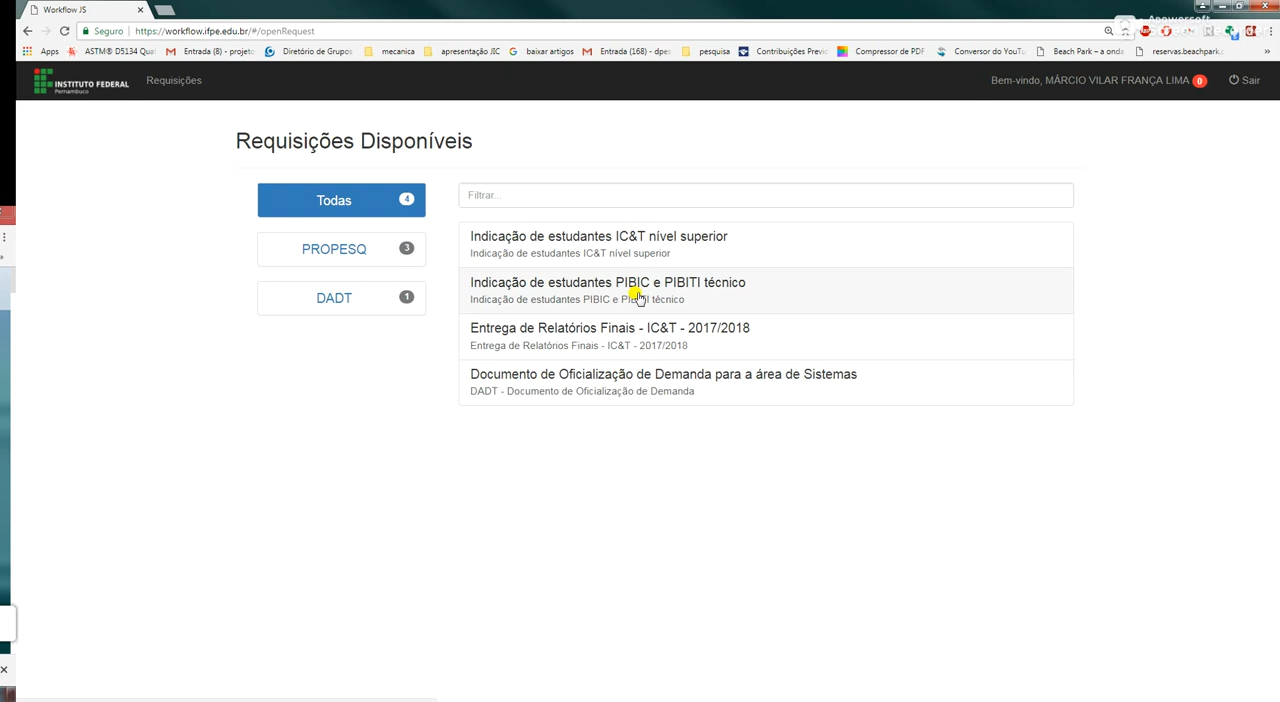 Workflow JS
Seguro
https://workflow.ifpe.edu.br/#/openRequest
Apowersoft
Apps
ASTM® D5134 Qual
Entrada (8) - projeto
Diretório de Grupos
mecanica
apresentação JIC
baixar artigos
Entrada (168) - dpes
pesquisa
Contribuições Previc
Compressor de PDF
Conversor do YouTu
Beach Park – a onda
reservas.beachpark.
»
INSTITUTO FEDERAL
Pernambuco
Requisições
Bem-vindo, MÁRCIO VILAR FRANÇA LIMA 0
Sair
Requisições Disponíveis
Todas 4
PROPESQ 3
DADT 1
Filtrar...
Indicação de estudantes IC&T nível superior
Indicação de estudantes IC&T nível superior
Indicação de estudantes PIBIC e PIBITI técnico
Indicação de estudantes PIBIC e PIBITI técnico
Entrega de Relatórios Finais - IC&T - 2017/2018
Entrega de Relatórios Finais - IC&T - 2017/2018
Documento de Oficialização de Demanda para a área de Sistemas
DADT - Documento de Oficialização de Demanda